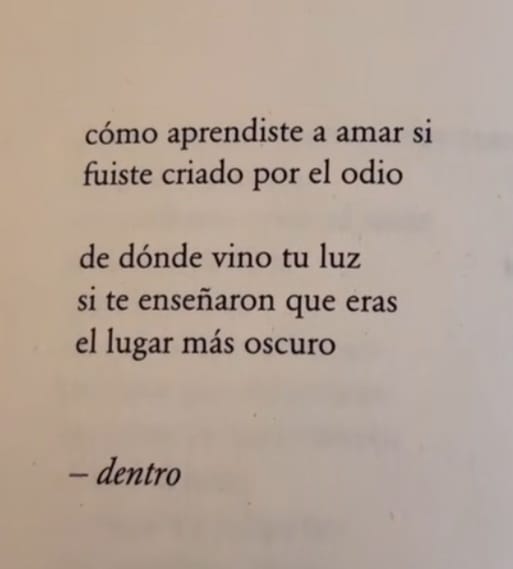 cómo aprendiste a amar si
fuiste criado por el odio
de dónde vino tu luz
si te enseñaron que eras
el lugar más oscuro
– dentro